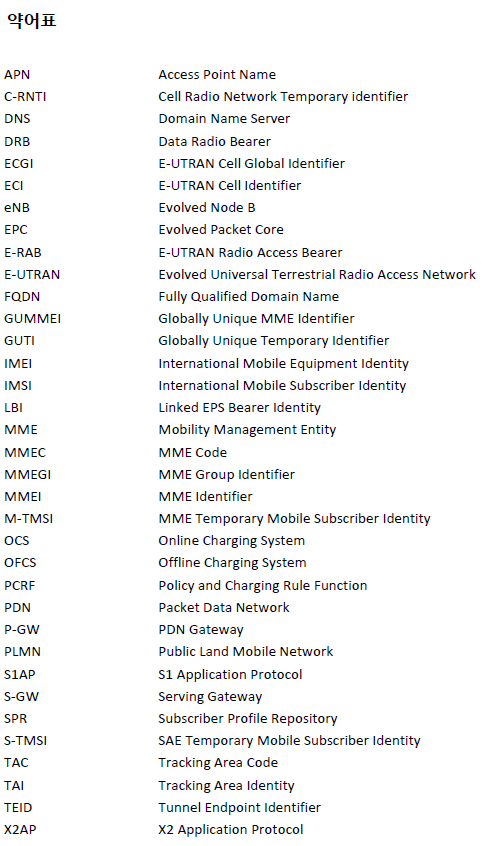 약어표
APN Access Point Name
C-RNTI Cell Radio Network Temporary identifier
DNS Domain Name Server
DRB Data Radio Bearer
ECGI E-UTRAN Cell Global Identifier
ECI E-UTRAN Cell Identifier
eNB Evolved Node B
EPC Evolved Packet Core
E-RAB E-UTRAN Radio Access Bearer
E-UTRAN Evolved Universal Terrestrial Radio Access Network
FQDN Fully Qualified Domain Name
GUMMEI Globally Unique MME Identifier
GUTI Globally Unique Temporary Identifier
IMEI International Mobile Equipment Identity
IMSI International Mobile Subscriber Identity
LBI Linked EPS Bearer Identity
MME Mobility Management Entity
MMEC MME Code
MMEGI MME Group Identifier
MMEI MME Identifier
M-TMSI MME Temporary Mobile Subscriber Identity
OCS Online Charging System
OFCS Offline Charging System
PCRF Policy and Charging Rule Function
PDN Packet Data Network
P-GW PDN Gateway
PLMN Public Land Mobile Network
S1AP S1 Application Protocol
S-GW Serving Gateway
SPR Subscriber Profile Repository
S-TMSI SAE Temporary Mobile Subscriber Identity
TAC Tracking Area Code
TAI Tracking Area Identity
TEID Tunnel Endpoint Identifier
X2AP X2 Application Protocol